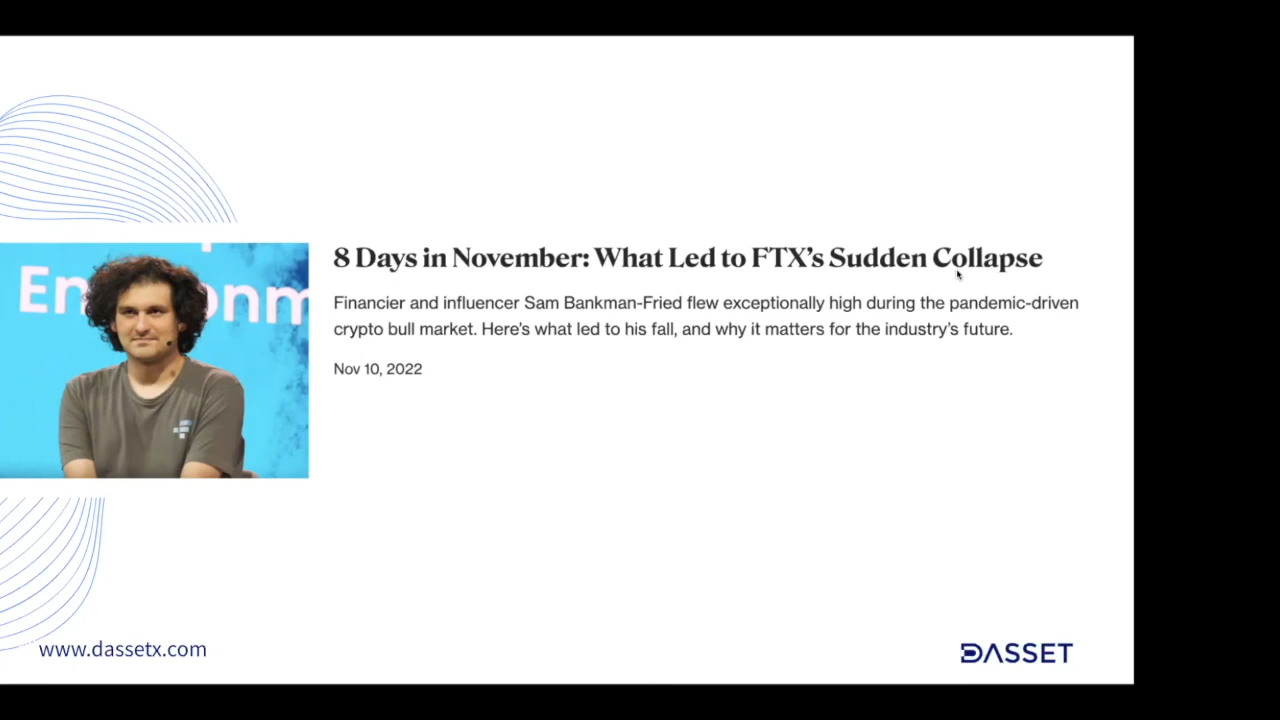 8 Days in November: What Led to FTX's Sudden Collapse
Financier and influencer Sam Bankman-Fried flew exceptionally high during the pandemic-driven
crypto bull market. Here's what led to his fall, and why it matters for the industry's future.
Nov 10, 2022
www.dassetx.com
DASSET